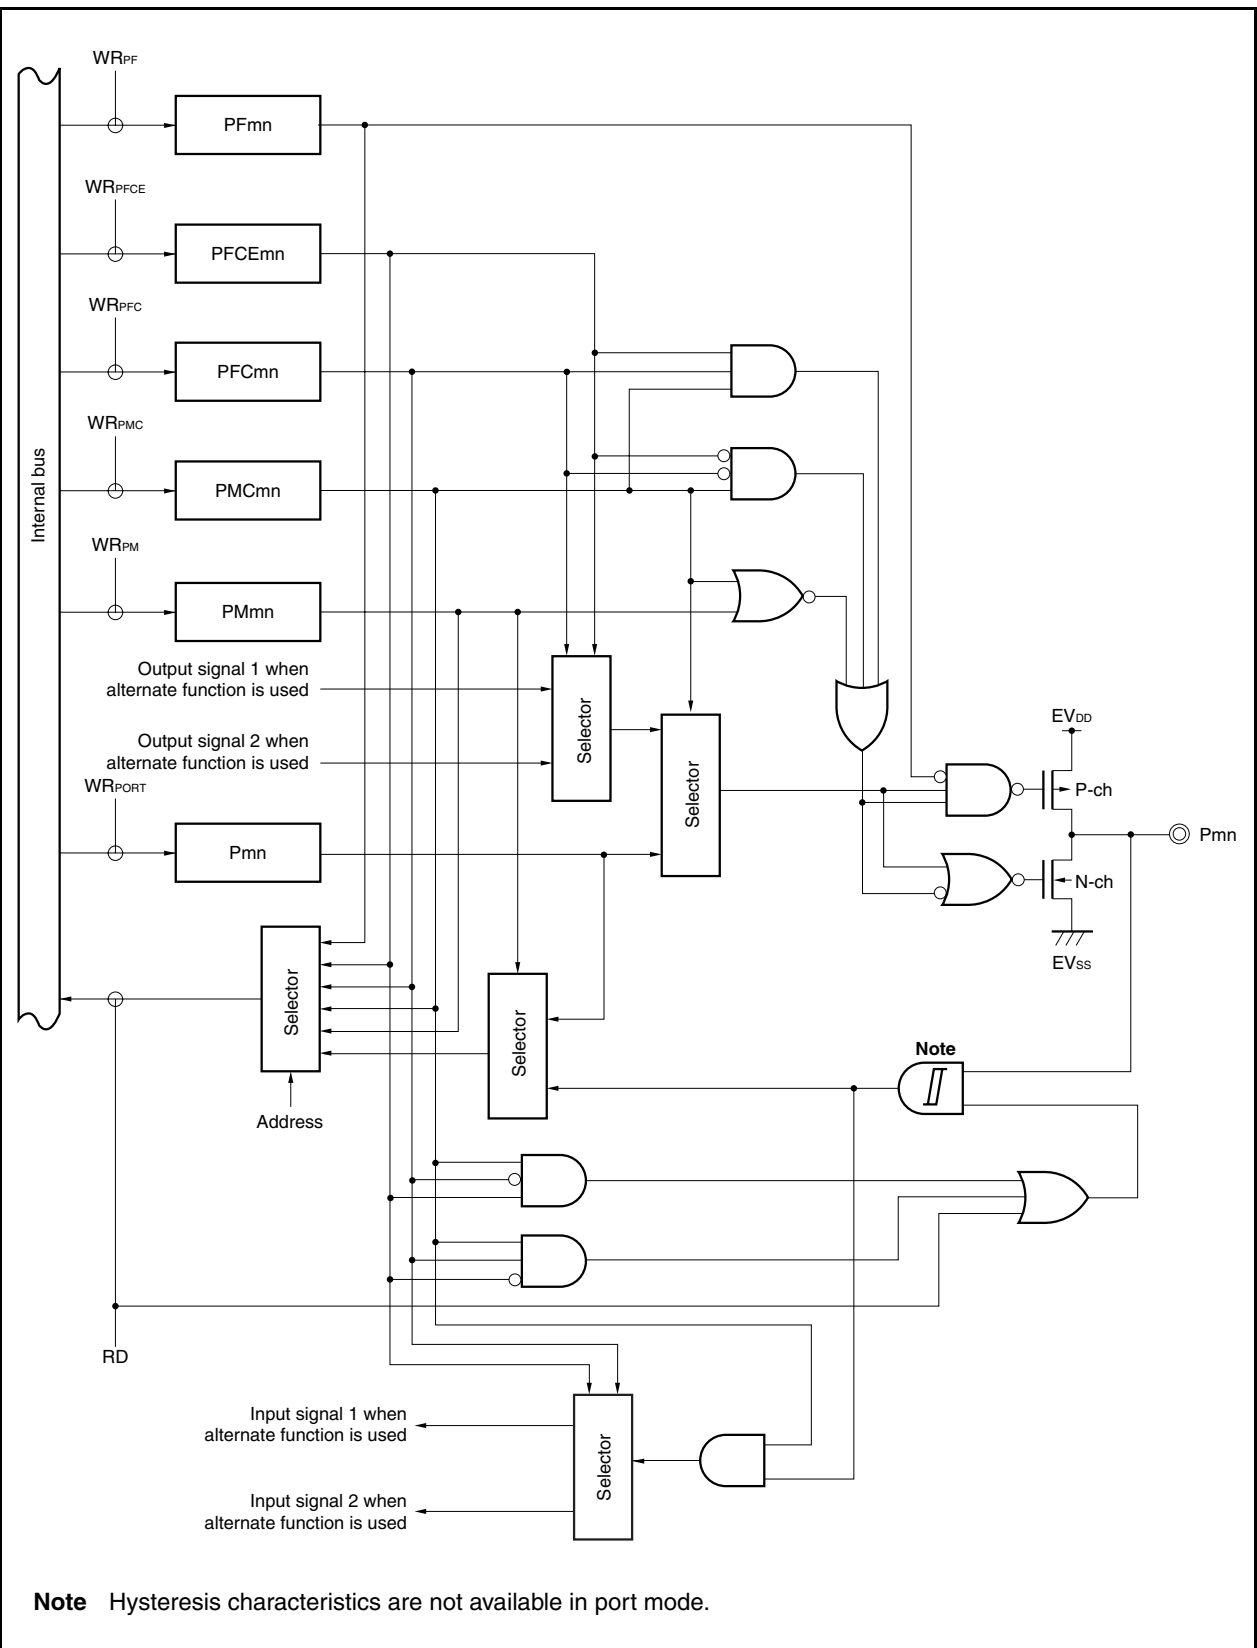 WRPF
PFmn
WRPFCE
PFCEmn
WRPFC
PFCmn
WRPMC
Internal bus
PMCmn
WRPM
PMmn
Output signal 1 when
alternate function is used
Selector
Output signal 2 when
alternate function is used
Selector
EVDD
WRPORT
P-ch
Pmn
Pmn
N-ch
EVSS
Selector
Selector
Note
Address
RD
Input signal 1 when
alternate function is used
Selector
Input signal 2 when
alternate function is used
Note Hysteresis characteristics are not available in port mode.